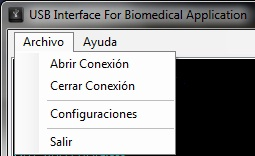 USB Interface For Biomedical Application
Archivo Ayuda
Abrir Conexión
Cerrar Conexión
Configuraciones
Salir